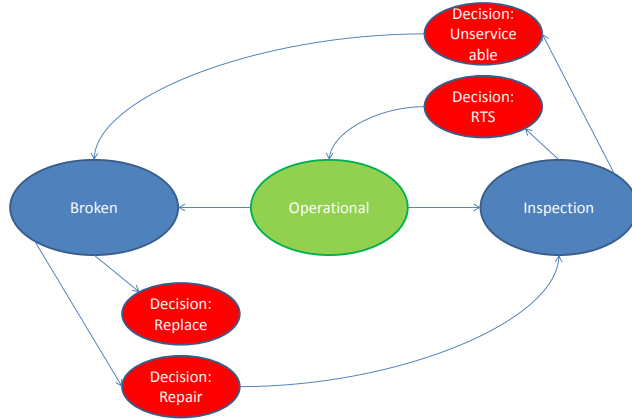 Decision:
Unservice
able
Decision:
RTS
Broken
Operational
Inspection
Decision:
Replace
Decision:
Repair